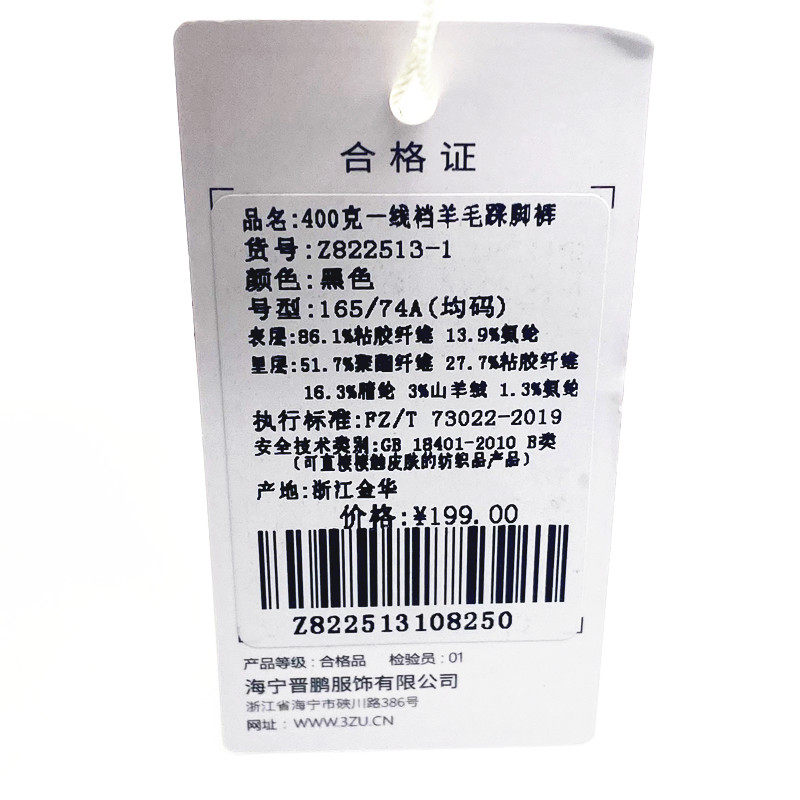 合格证
品名:400克一线裆羊毛踩脚裤
货号:Z822513-1
颜色:黑色
号型:165/74A(均码)
表层:86.1%粘胶纤维 13.9%氨纶
里层:51.7%聚酯纤维 27.7%粘胶纤维
16.3%腈纶 3%山羊绒 1.3%氨纶
执行标准:FZ/T 73022-2019
安全技术类别:GB 18401-2010 B类
(可直接接触皮肤的纺织品产品)
产地:浙江金华
价格:¥199.00
Z822513108250
产品等级:合格品 检验员:01
海宁晋鹏服饰有限公司
浙江省海宁市硖川路386号
网址:WWW.3ZU.CN